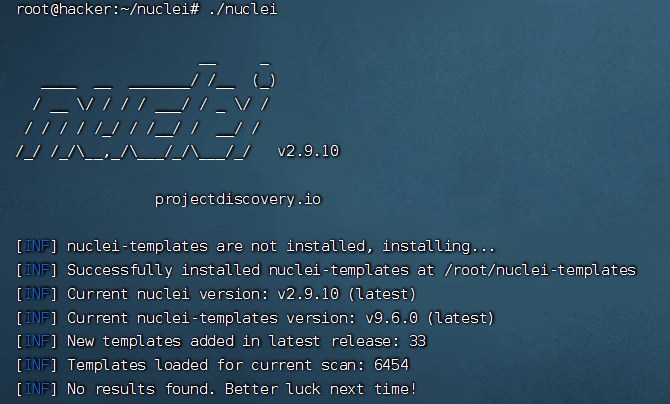 root@hacker:~/nuclei# ./nuclei
                     __     _
   ____  __  _______/ /__  (_)
  / __ \/ / / / ___/ / _ \/ /
 / / / / /_/ / /__/ /  __/ /
/_/ /_/\__,_/\___/_/\___/_/   v2.9.10
projectdiscovery.io
[INF] nuclei-templates are not installed, installing...
[INF] Successfully installed nuclei-templates at /root/nuclei-templates
[INF] Current nuclei version: v2.9.10 (latest)
[INF] Current nuclei-templates version: v9.6.0 (latest)
[INF] New templates added in latest release: 33
[INF] Templates loaded for current scan: 6454
[INF] No results found. Better luck next time!